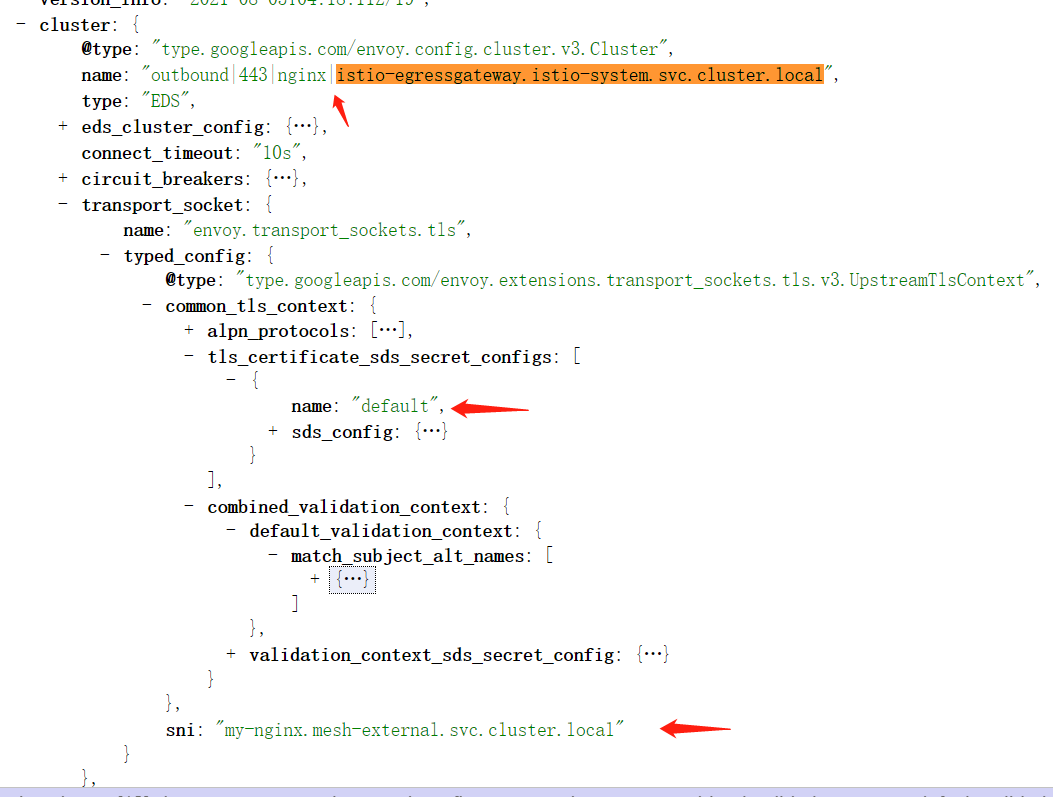 version_info: "2021-08-05T04:18:11Z/19",
− cluster: {
@type: "type.googleapis.com/envoy.config.cluster.v3.Cluster",
name: "outbound|443|nginx|istio-egressgateway.istio-system.svc.cluster.local",
type: "EDS",
+ eds_cluster_config: {…},
connect_timeout: "10s",
+ circuit_breakers: {…},
− transport_socket: {
name: "envoy.transport_sockets.tls",
− typed_config: {
@type: "type.googleapis.com/envoy.extensions.transport_sockets.tls.v3.UpstreamTlsContext",
− common_tls_context: {
+ alpn_protocols: […],
− tls_certificate_sds_secret_configs: [
− {
name: "default",
+ sds_config: {…}
}
],
− combined_validation_context: {
− default_validation_context: {
− match_subject_alt_names: [
+ {…}
]
},
+ validation_context_sds_secret_config: {…}
}
},
sni: "my-nginx.mesh-external.svc.cluster.local"
}
},